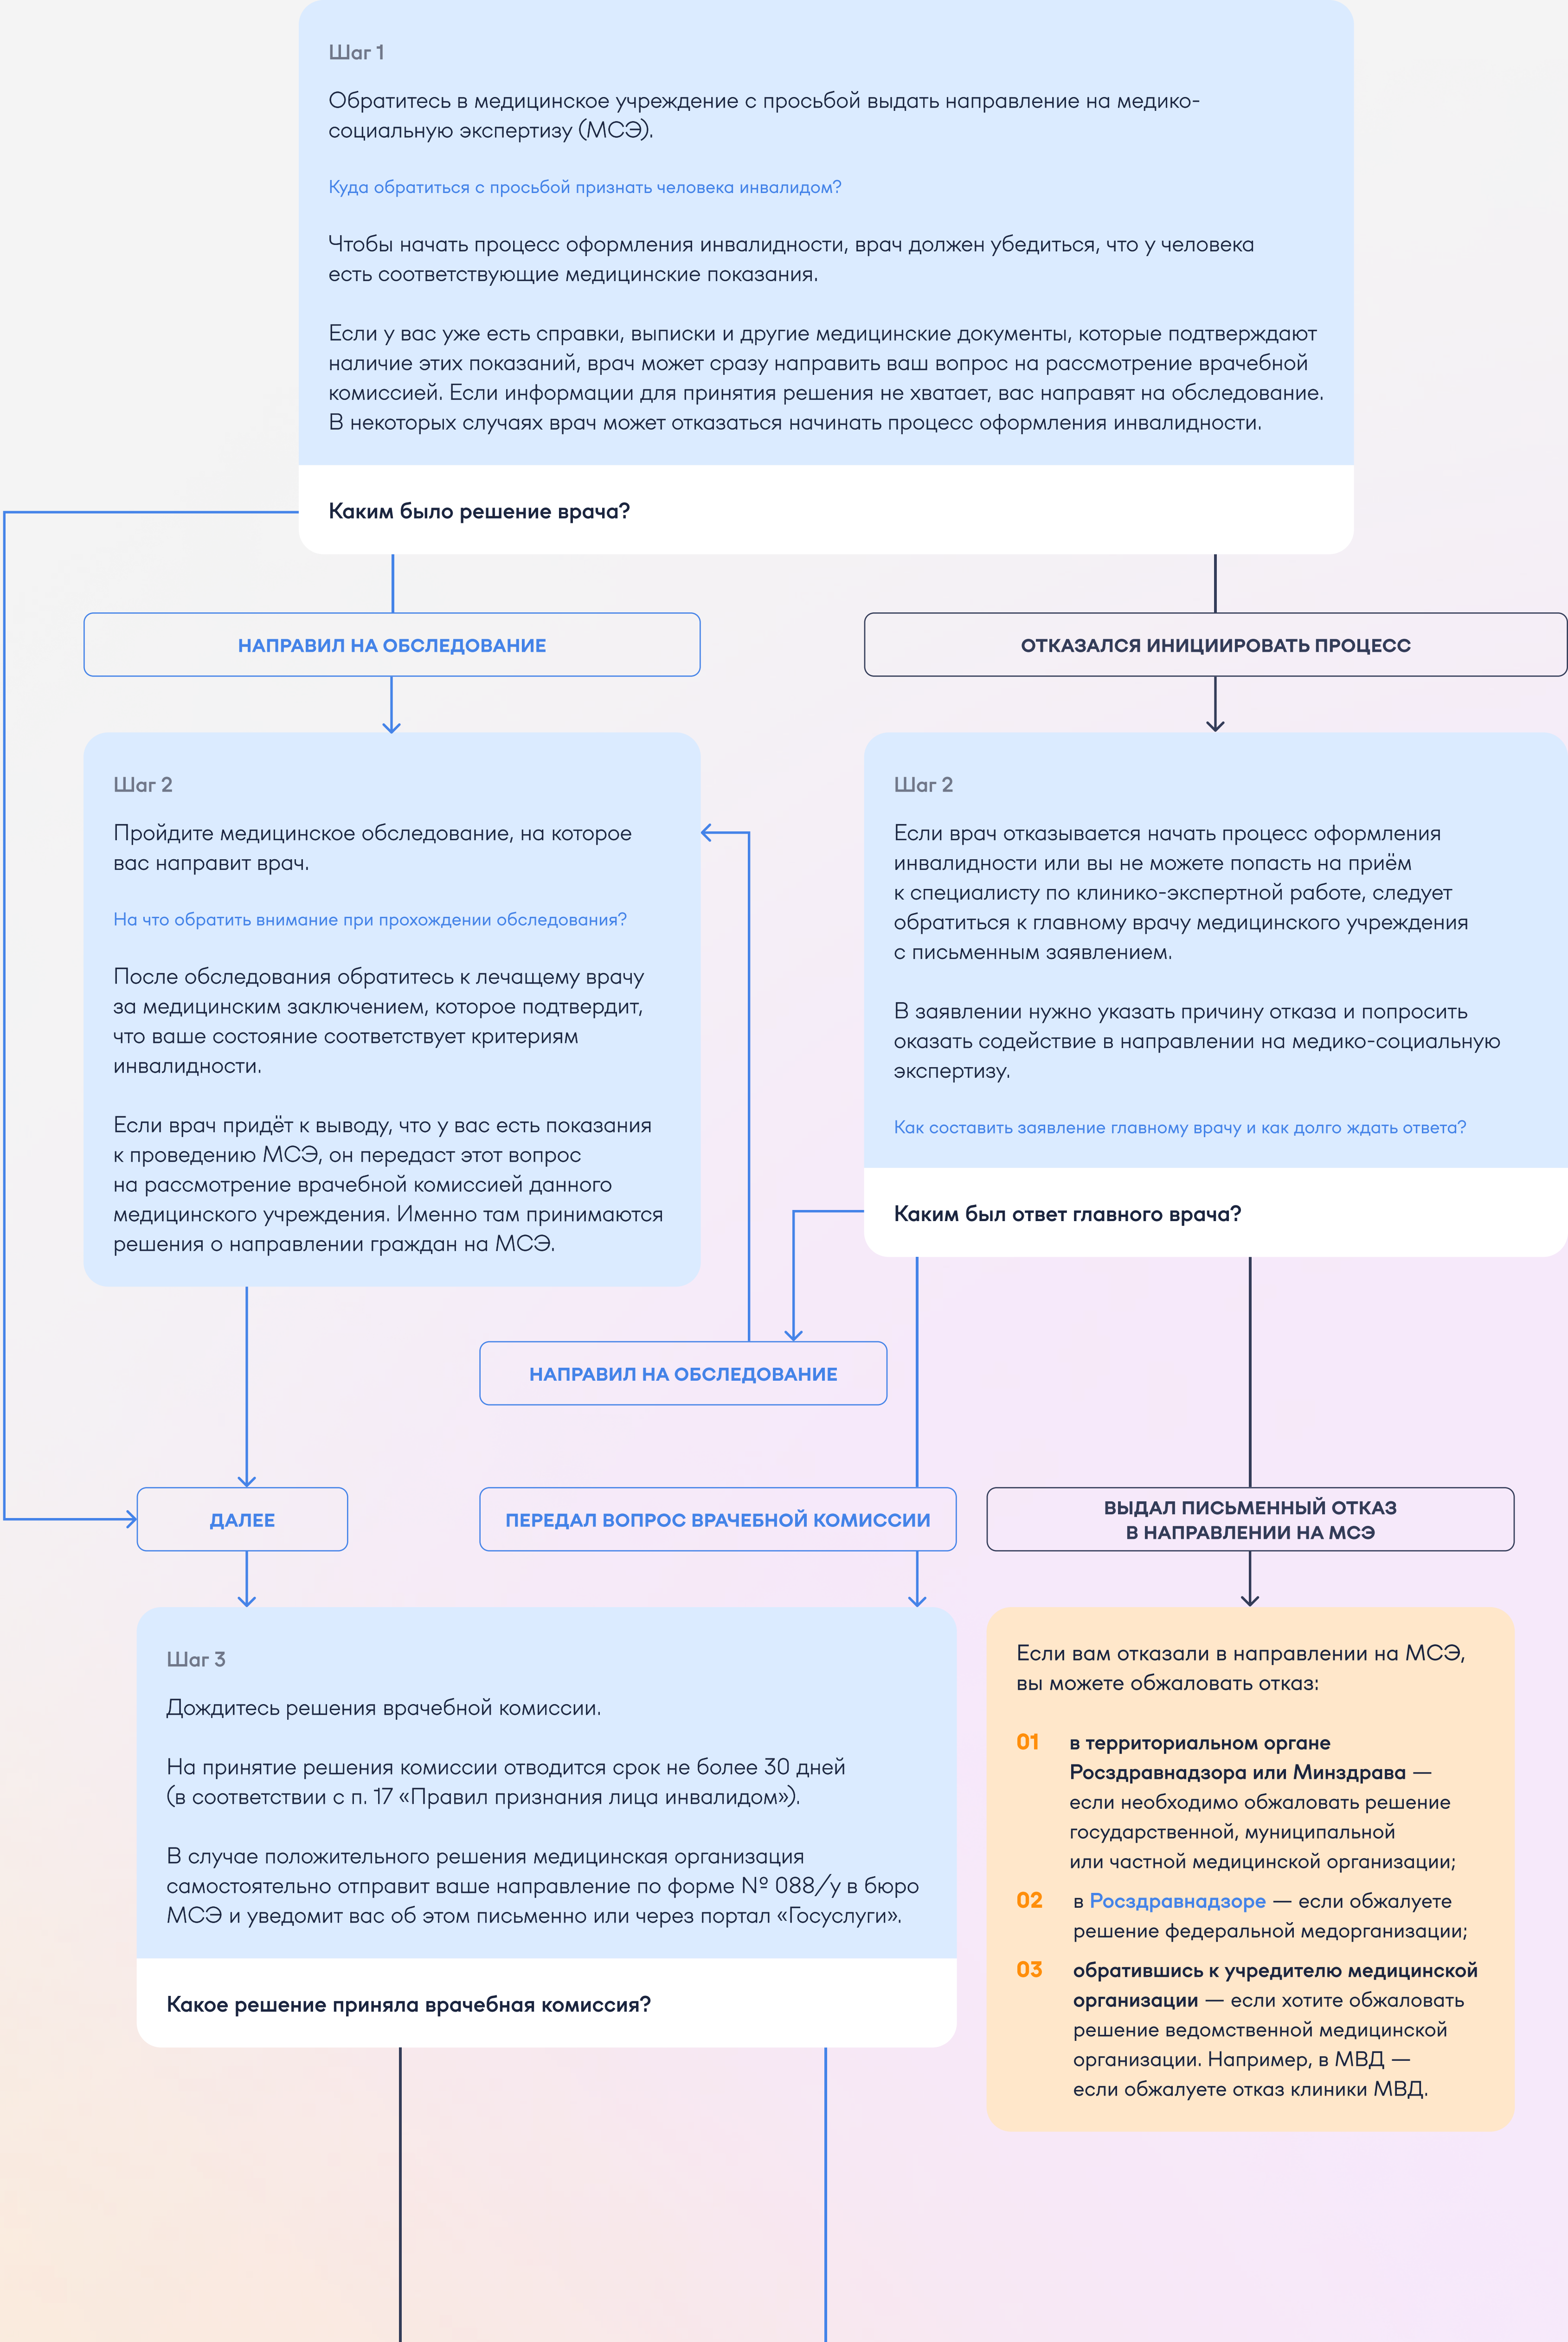 Шаг 1
Обратитесь в медицинское учреждение с просьбой выдать направление на медико-
социальную экспертизу (МСЭ).
Куда обратиться с просьбой признать человека инвалидом?
Чтобы начать процесс оформления инвалидности, врач должен убедиться, что у человека
есть соответствующие медицинские показания.
Если у вас уже есть справки, выписки и другие медицинские документы, которые подтверждают
наличие этих показаний, врач может сразу направить ваш вопрос на рассмотрение врачебной
комиссией. Если информации для принятия решения не хватает, вас направят на обследование.
В некоторых случаях врач может отказаться начинать процесс оформления инвалидности.
Каким было решение врача?
НАПРАВИЛ НА ОБСЛЕДОВАНИЕ
ОТКАЗАЛСЯ ИНИЦИИРОВАТЬ ПРОЦЕСС
Шаг 2
Пройдите медицинское обследование, на которое
вас направит врач.
На что обратить внимание при прохождении обследования?
После обследования обратитесь к лечащему врачу
за медицинским заключением, которое подтвердит,
что ваше состояние соответствует критериям
инвалидности.
Если врач придёт к выводу, что у вас есть показания
к проведению МСЭ, он передаст этот вопрос
на рассмотрение врачебной комиссией данного
медицинского учреждения. Именно там принимаются
решения о направлении граждан на МСЭ.
Шаг 2
Если врач отказывается начать процесс оформления
инвалидности или вы не можете попасть на приём
к специалисту по клинико-экспертной работе, следует
обратиться к главному врачу медицинского учреждения
с письменным заявлением.
В заявлении нужно указать причину отказа и попросить
оказать содействие в направлении на медико-социальную
экспертизу.
Как составить заявление главному врачу и как долго ждать ответа?
Каким был ответ главного врача?
НАПРАВИЛ НА ОБСЛЕДОВАНИЕ
ДАЛЕЕ
ПЕРЕДАЛ ВОПРОС ВРАЧЕБНОЙ КОМИССИИ
ВЫДАЛ ПИСЬМЕННЫЙ ОТКАЗ
В НАПРАВЛЕНИИ НА МСЭ
Шаг 3
Дождитесь решения врачебной комиссии.
На принятие решения комиссии отводится срок не более 30 дней
(в соответствии с п. 17 «Правил признания лица инвалидом»).
В случае положительного решения медицинская организация
самостоятельно отправит ваше направление по форме № 088/у в бюро
МСЭ и уведомит вас об этом письменно или через портал «Госуслуги».
Какое решение приняла врачебная комиссия?
Если вам отказали в направлении на МСЭ,
вы можете обжаловать отказ:
01 в территориальном органе
Росздравнадзора или Минздрава —
если необходимо обжаловать решение
государственной, муниципальной
или частной медицинской организации;
02 в Росздравнадзоре — если обжалуете
решение федеральной медорганизации;
03 обратившись к учредителю медицинской
организации — если хотите обжаловать
решение ведомственной медицинской
организации. Например, в МВД —
если обжалуете отказ клиники МВД.